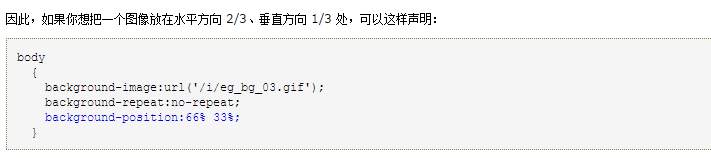 因此，如果你想把一个图像放在水平方向 2/3、垂直方向 1/3 处，可以这样声明：
body
{
background-image:url('/i/eg_bg_03.gif');
background-repeat:no-repeat;
background-position:66% 33%;
}